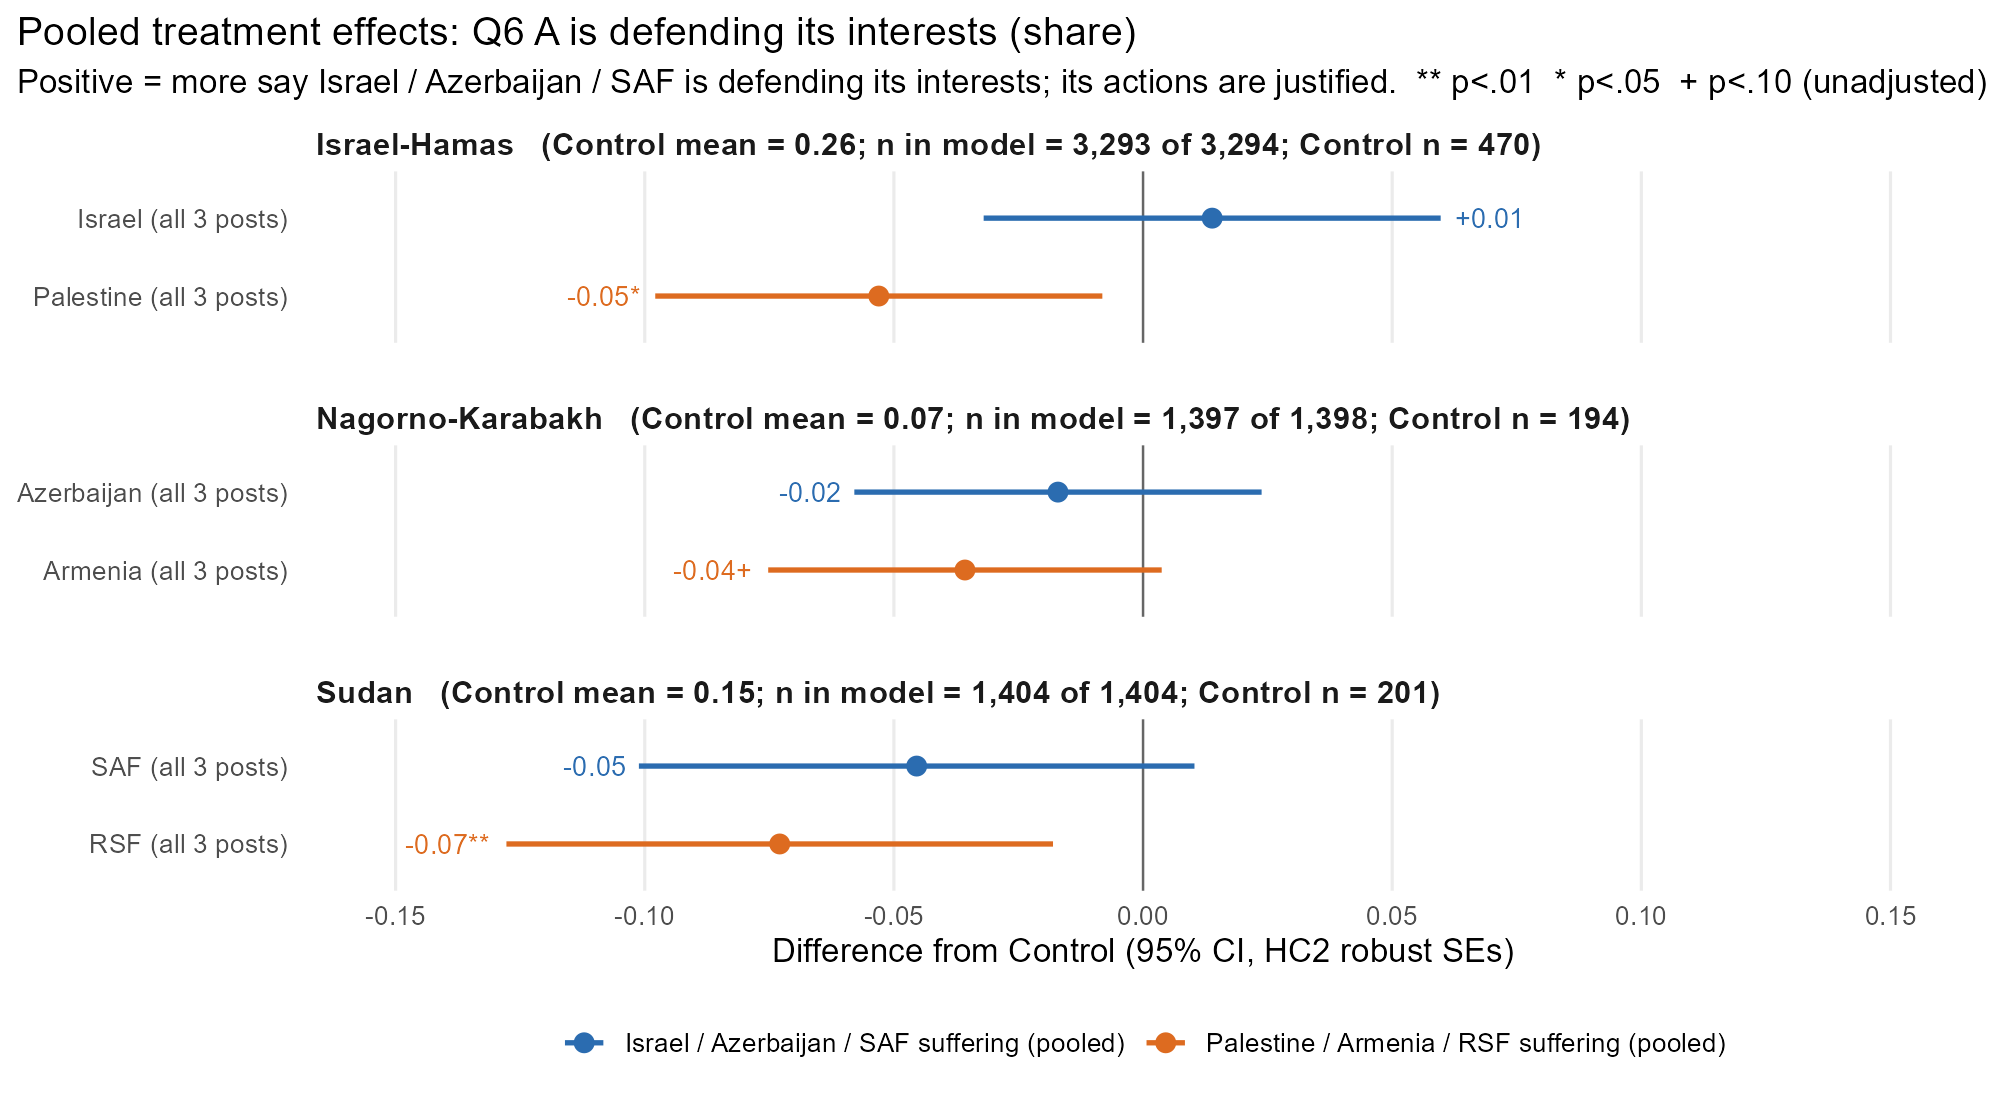 Pooled treatment effects: Q6 A is defending its interests (share)
Positive = more say Israel / Azerbaijan / SAF is defending its interests; its actions are justified.  ** p<.01  * p<.05  + p<.10 (unadjusted)
Israel-Hamas   (Control mean = 0.26; n in model = 3,293 of 3,294; Control n = 470)
Israel (all 3 posts)
+0.01
Palestine (all 3 posts)
-0.05*
Nagorno-Karabakh   (Control mean = 0.07; n in model = 1,397 of 1,398; Control n = 194)
Azerbaijan (all 3 posts)
-0.02
Armenia (all 3 posts)
-0.04+
Sudan   (Control mean = 0.15; n in model = 1,404 of 1,404; Control n = 201)
SAF (all 3 posts)
-0.05
RSF (all 3 posts)
-0.07**
-0.15 -0.10 -0.05 0.00 0.05 0.10 0.15
Difference from Control (95% CI, HC2 robust SEs)
Israel / Azerbaijan / SAF suffering (pooled) Palestine / Armenia / RSF suffering (pooled)